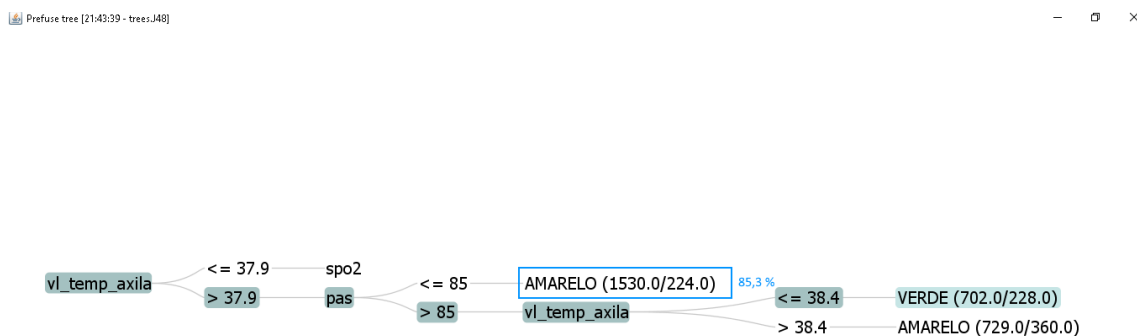 Prefuse tree [21:43:39 - trees.J48]
vl_temp_axila
<= 37.9
spo2
> 37.9
pas
<= 85
AMARELO (1530.0/224.0)
85,3 %
> 85
vl_temp_axila
<= 38.4
VERDE (702.0/228.0)
> 38.4
AMARELO (729.0/360.0)